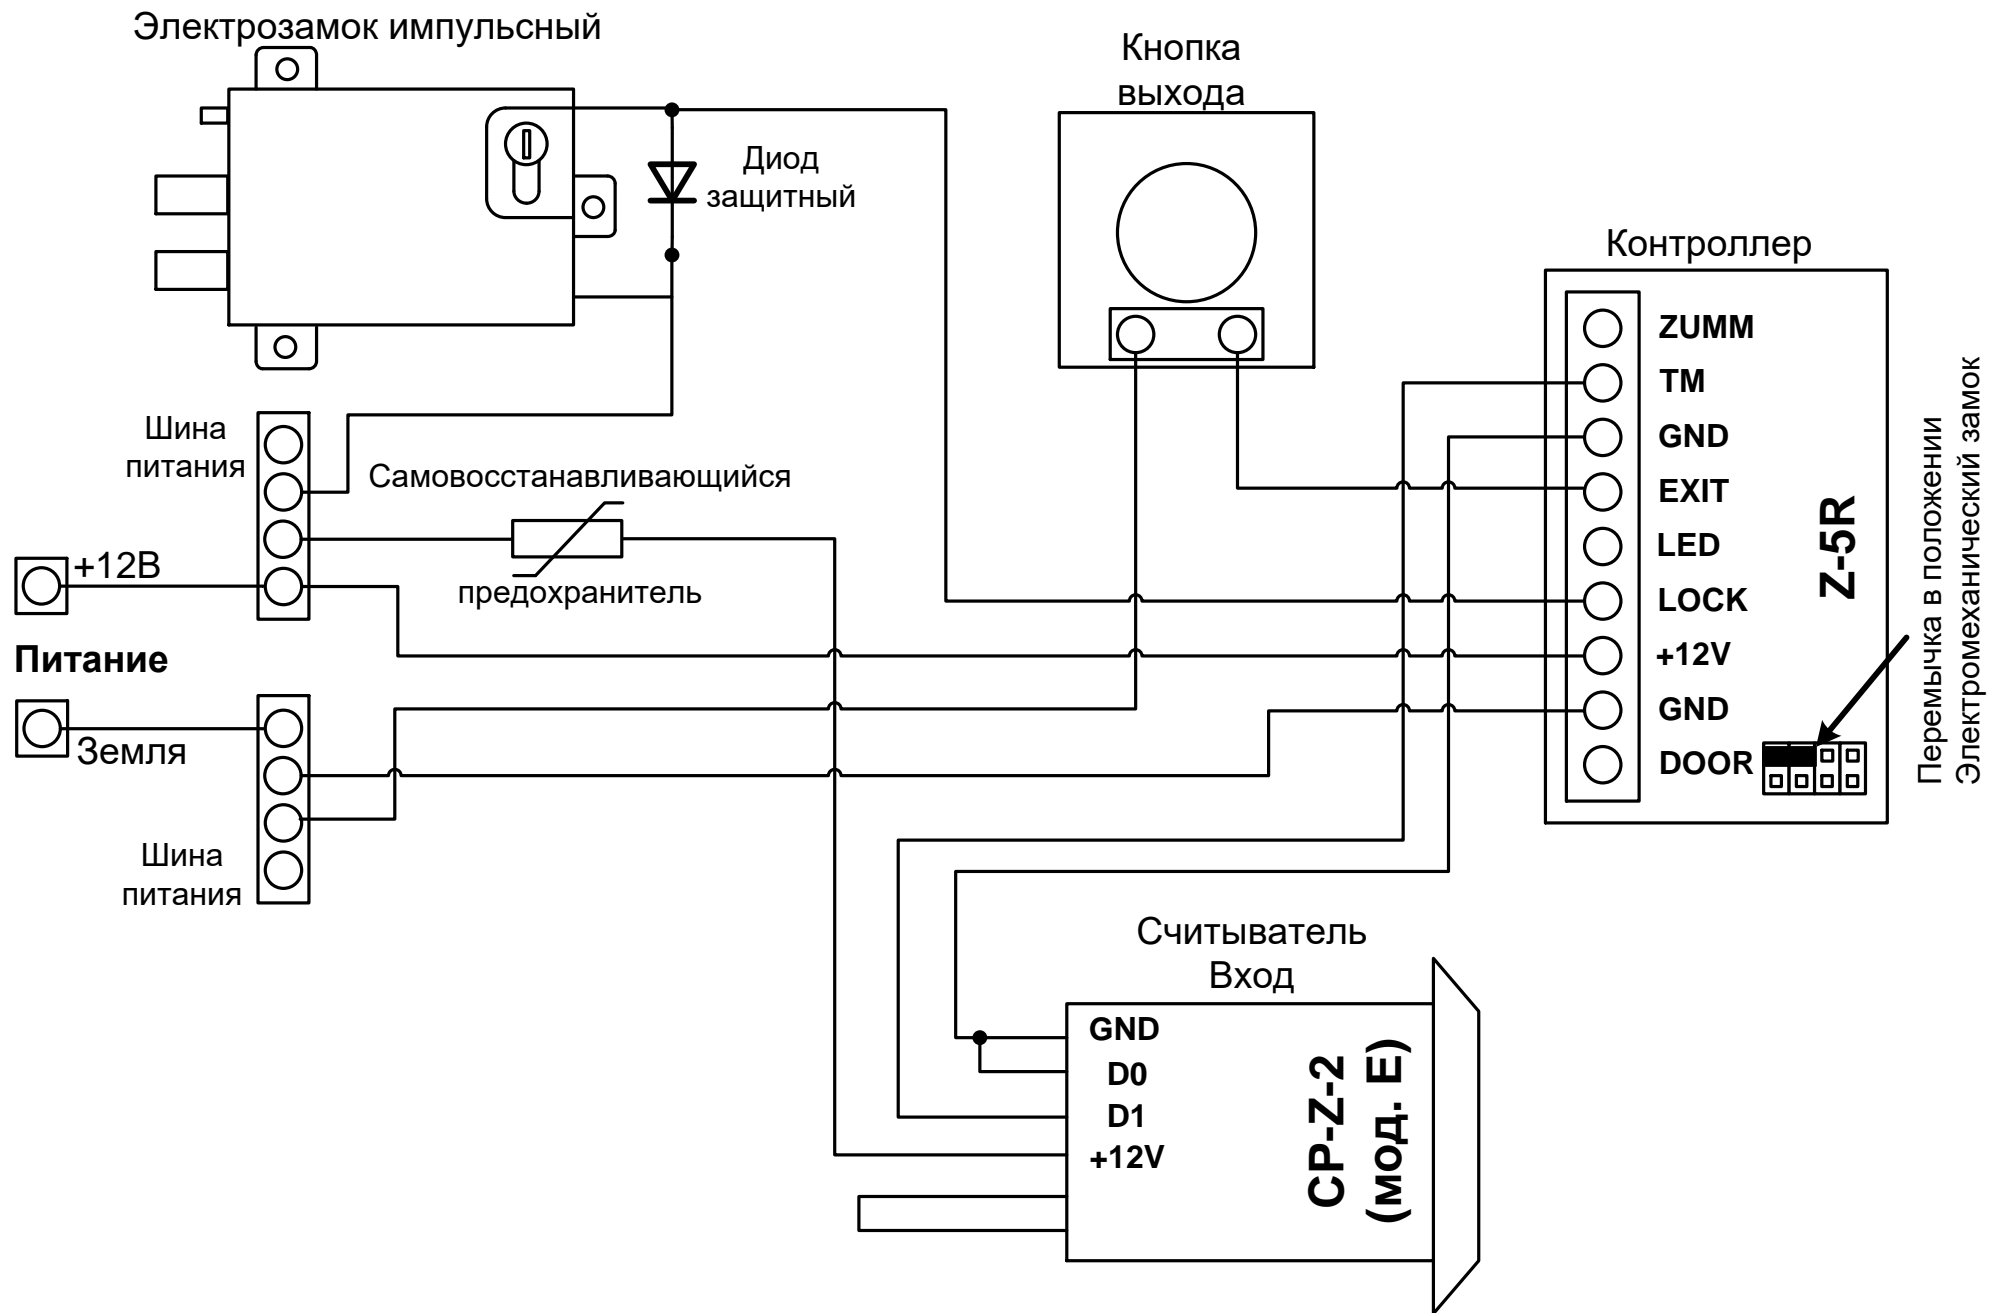 Электрозамок импульсный
Кнопка
выхода
Диод
защитный
Контроллер
ZUMM
TM
GND
EXIT
LED
LOCK
+12V
GND
DOOR
Z-5R
Перемычка в положении
Электромеханический замок
Шина
питания
Самовосстанавливающийся
предохранитель
+12В
Питание
Земля
Шина
питания
Считыватель
Вход
GND
D0
D1
+12V
CP-Z-2
(мод. E)